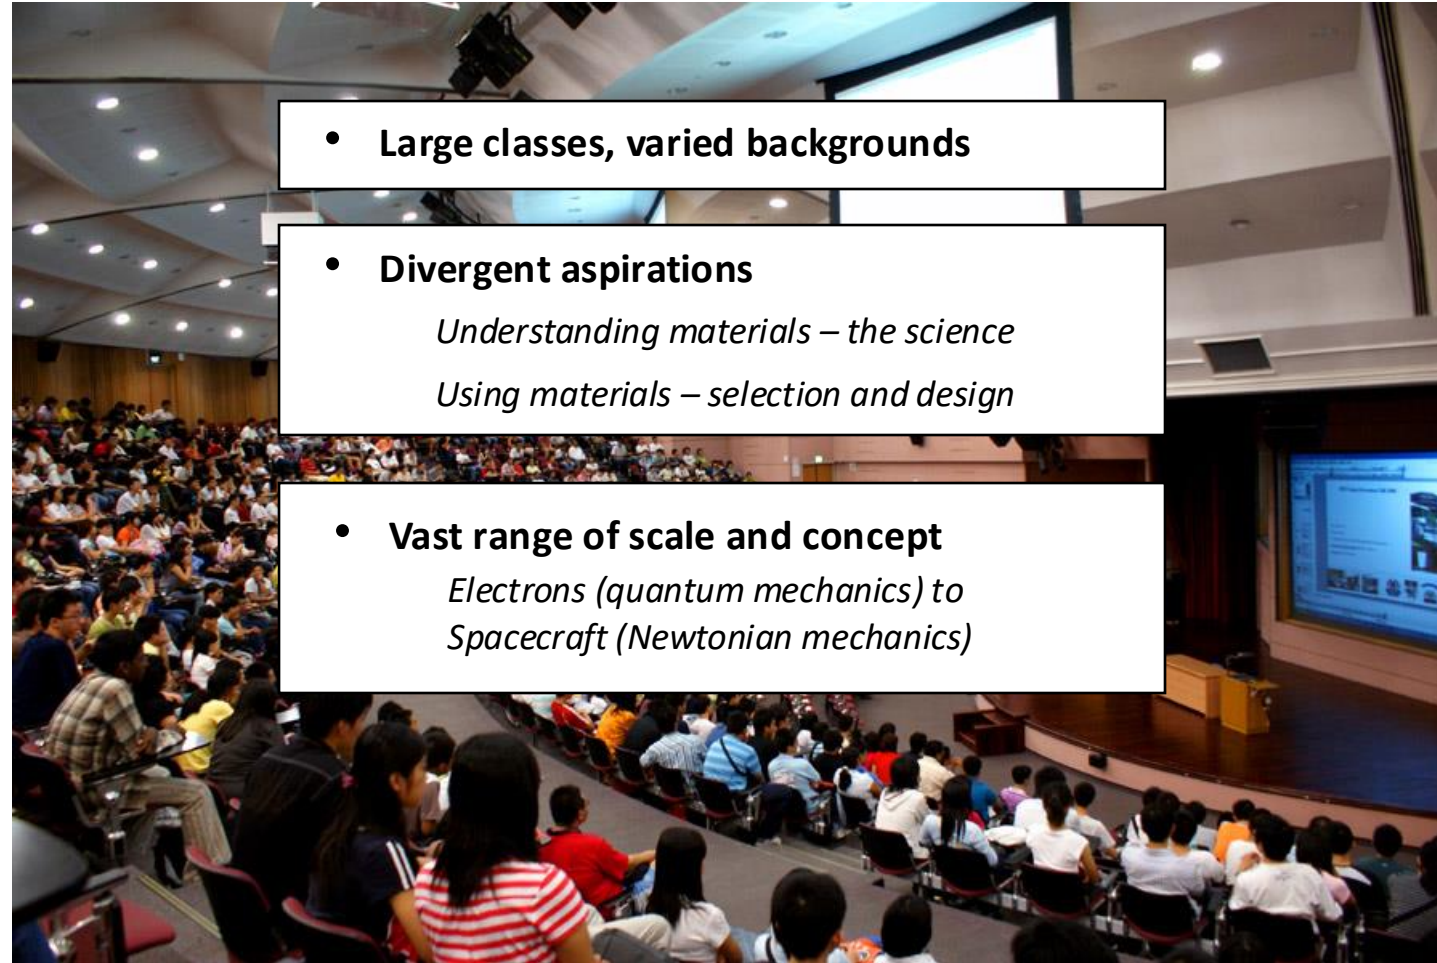 • Large classes, varied backgrounds
• Divergent aspirations
Understanding materials – the science
Using materials – selection and design
• Vast range of scale and concept
Electrons (quantum mechanics) to
Spacecraft (Newtonian mechanics)